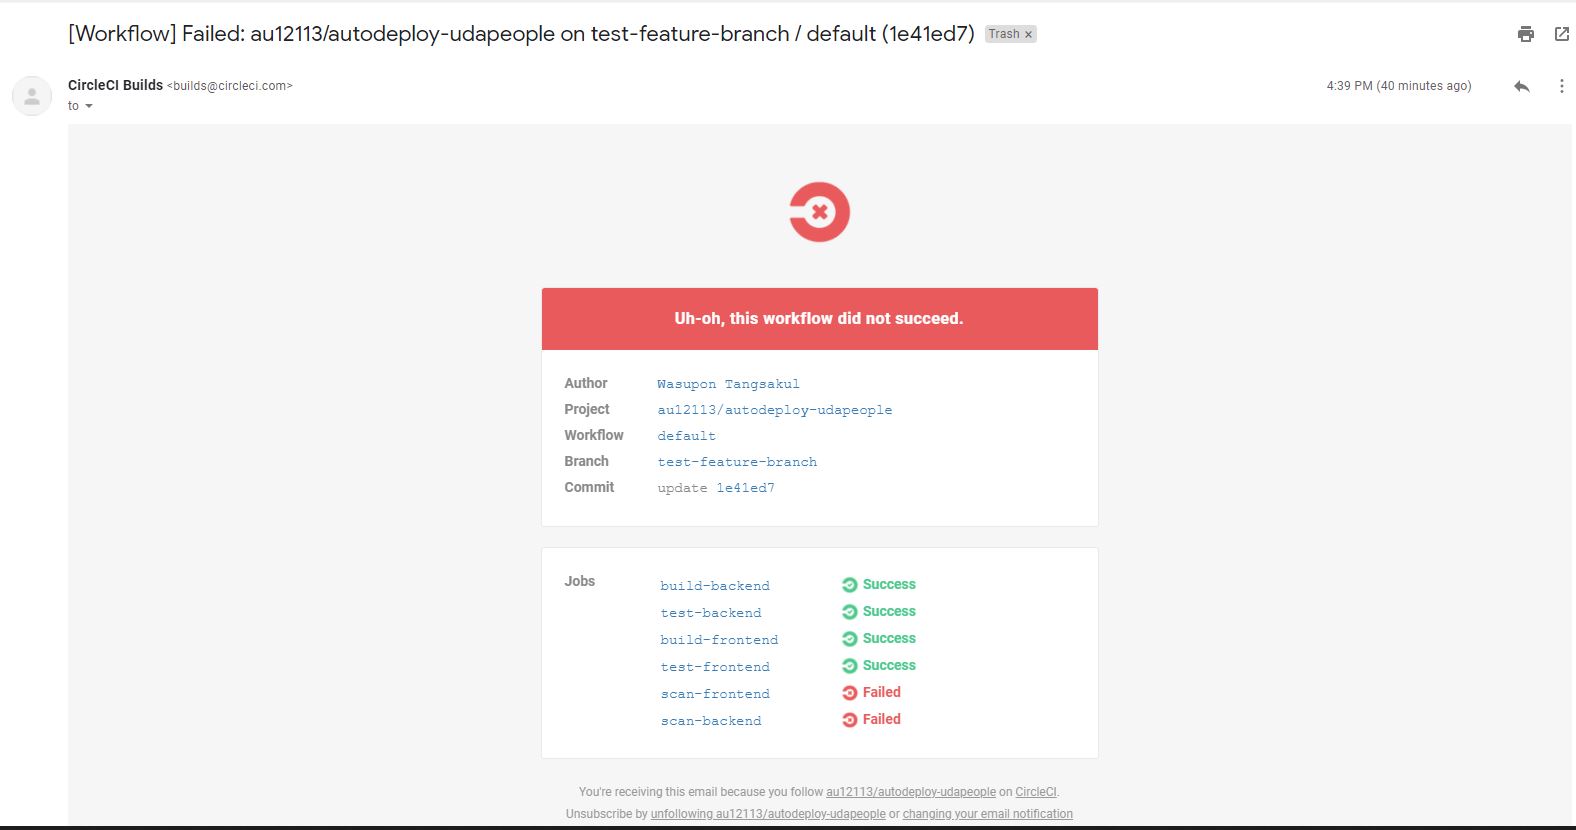 [Workflow] Failed: au12113/autodeploy-udapeople on test-feature-branch / default (1e41ed7) Trash ×
CircleCI Builds <builds@circleci.com> 4:39 PM (40 minutes ago)
to
Uh-oh, this workflow did not succeed.
Author Wasupon Tangsakul
Project au12113/autodeploy-udapeople
Workflow default
Branch test-feature-branch
Commit update 1e41ed7
Jobs build-backend Success
test-backend Success
build-frontend Success
test-frontend Success
scan-frontend Failed
scan-backend Failed
You're receiving this email because you follow au12113/autodeploy-udapeople on CircleCI.
Unsubscribe by unfollowing au12113/autodeploy-udapeople or changing your email notification